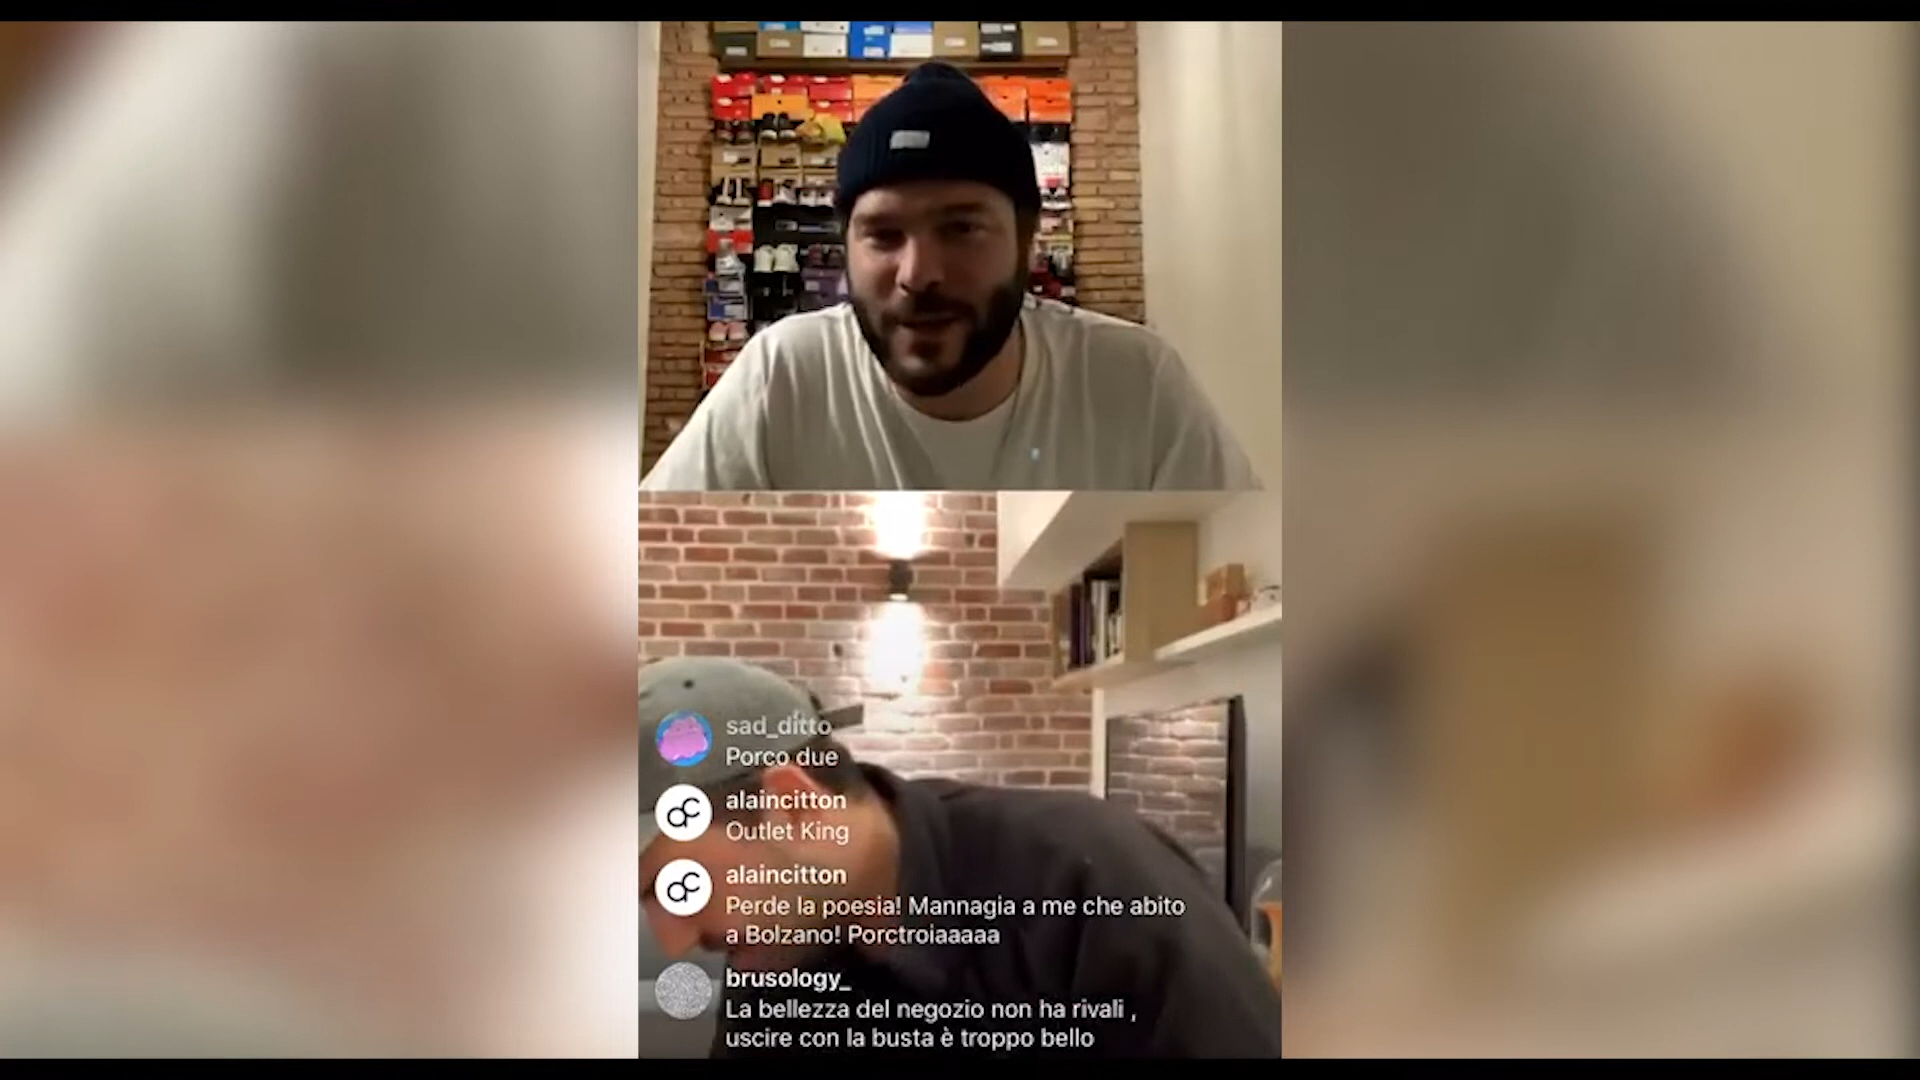 sad_ditto
Porco due
alaincitton
Outlet King
alaincitton
Perde la poesia! Mannagia a me che abito
a Bolzano! Porctroiaaaaa
brusology_
La bellezza del negozio non ha rivali ,
uscire con la busta è troppo bello